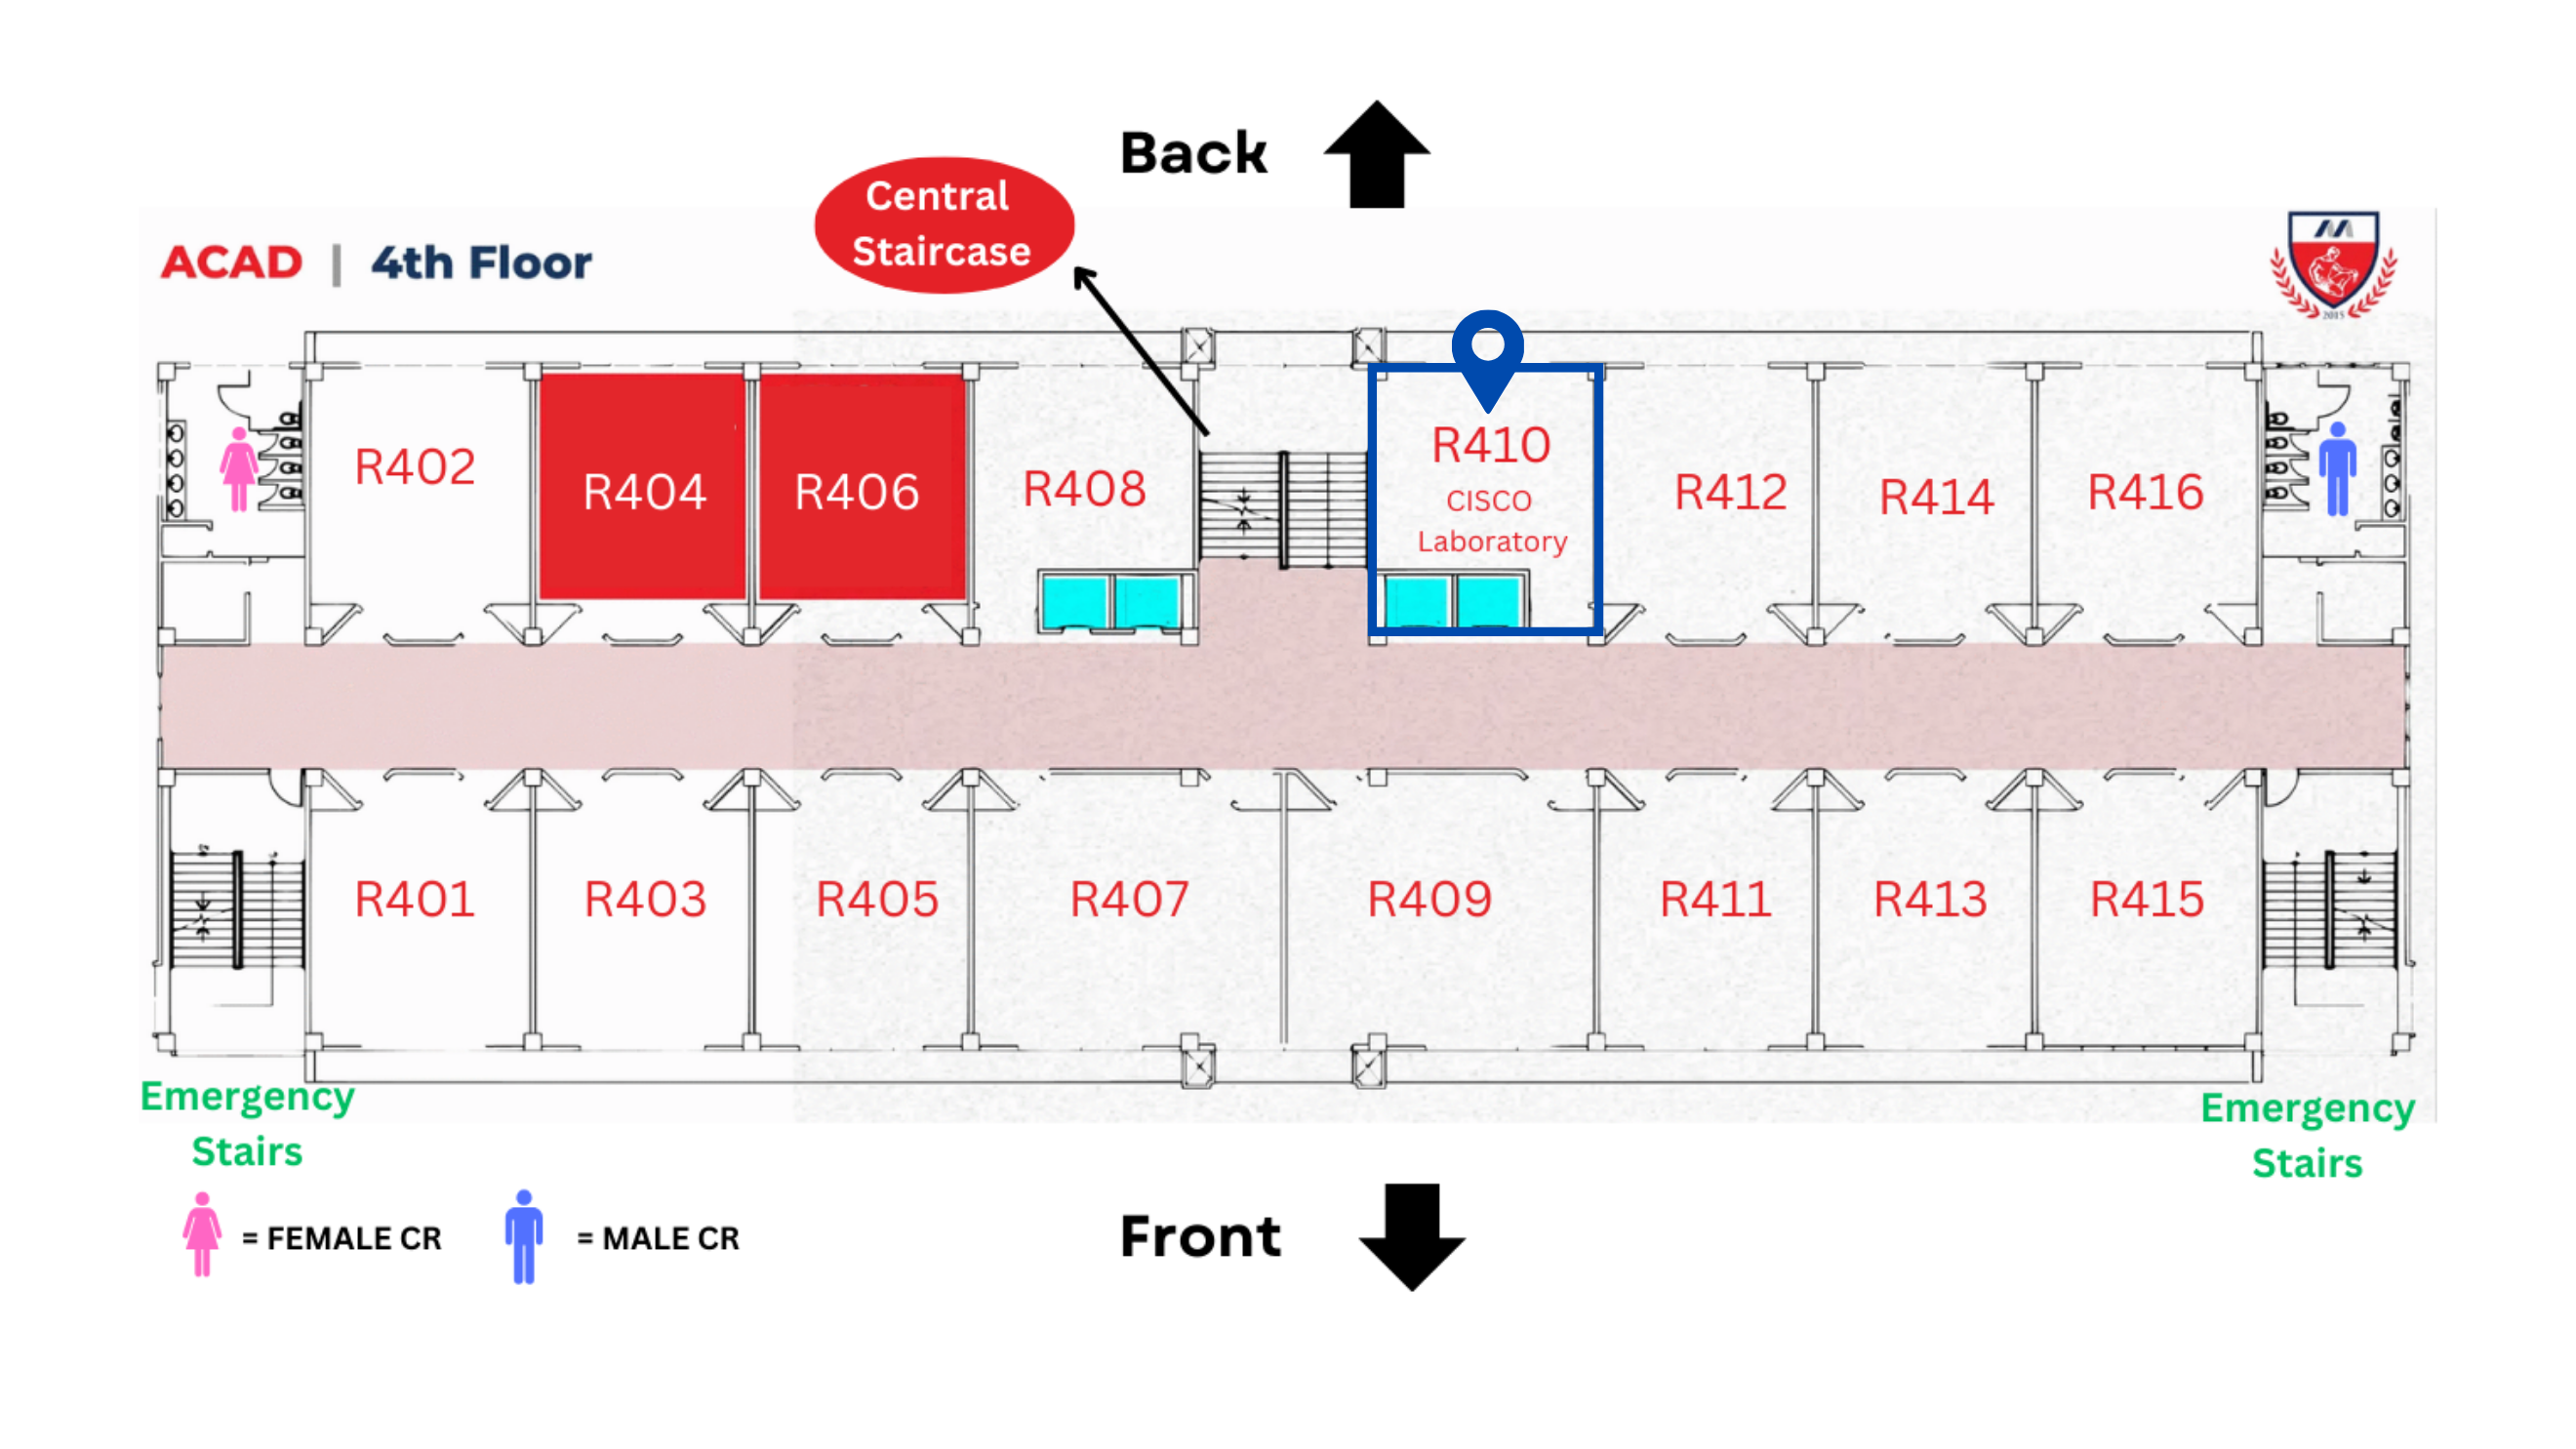 Back
Central
Staircase
ACAD | 4th Floor
2015
R402
R404
R406
R408
R410
CISCO
Laboratory
R412
R414
R416
R401
R403
R405
R407
R409
R411
R413
R415
Emergency
Stairs
Emergency
Stairs
= FEMALE CR
= MALE CR
Front